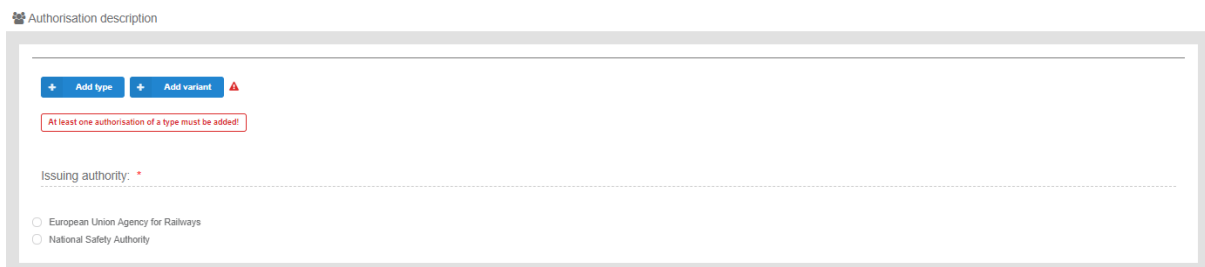 Authorisation description
Add type Add variant
At least one authorisation of a type must be added!
Issuing authority: *
European Union Agency for Railways
National Safety Authority